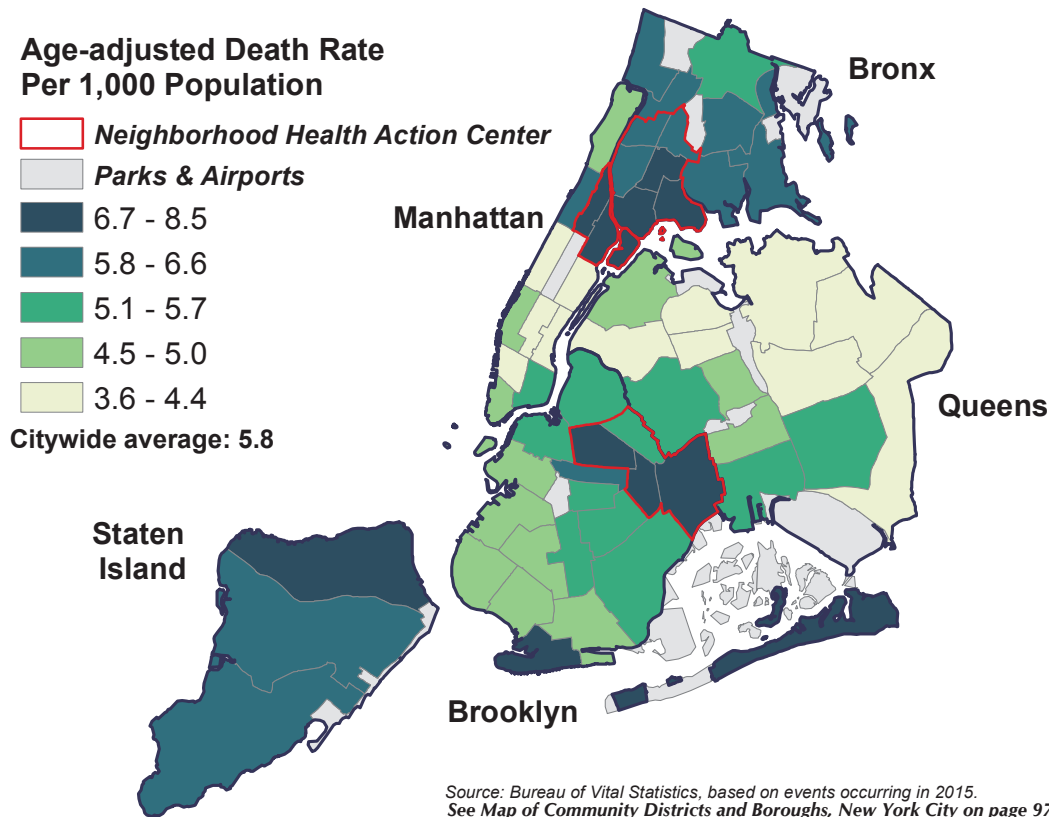 Age-adjusted Death Rate
Per 1,000 Population
Neighborhood Health Action Center
Parks & Airports
6.7 - 8.5
5.8 - 6.6
5.1 - 5.7
4.5 - 5.0
3.6 - 4.4
Citywide average: 5.8
Bronx
Manhattan
Queens
Staten
Island
Brooklyn
Source: Bureau of Vital Statistics, based on events occurring in 2015.
See Map of Community Districts and Boroughs, New York City on page 97